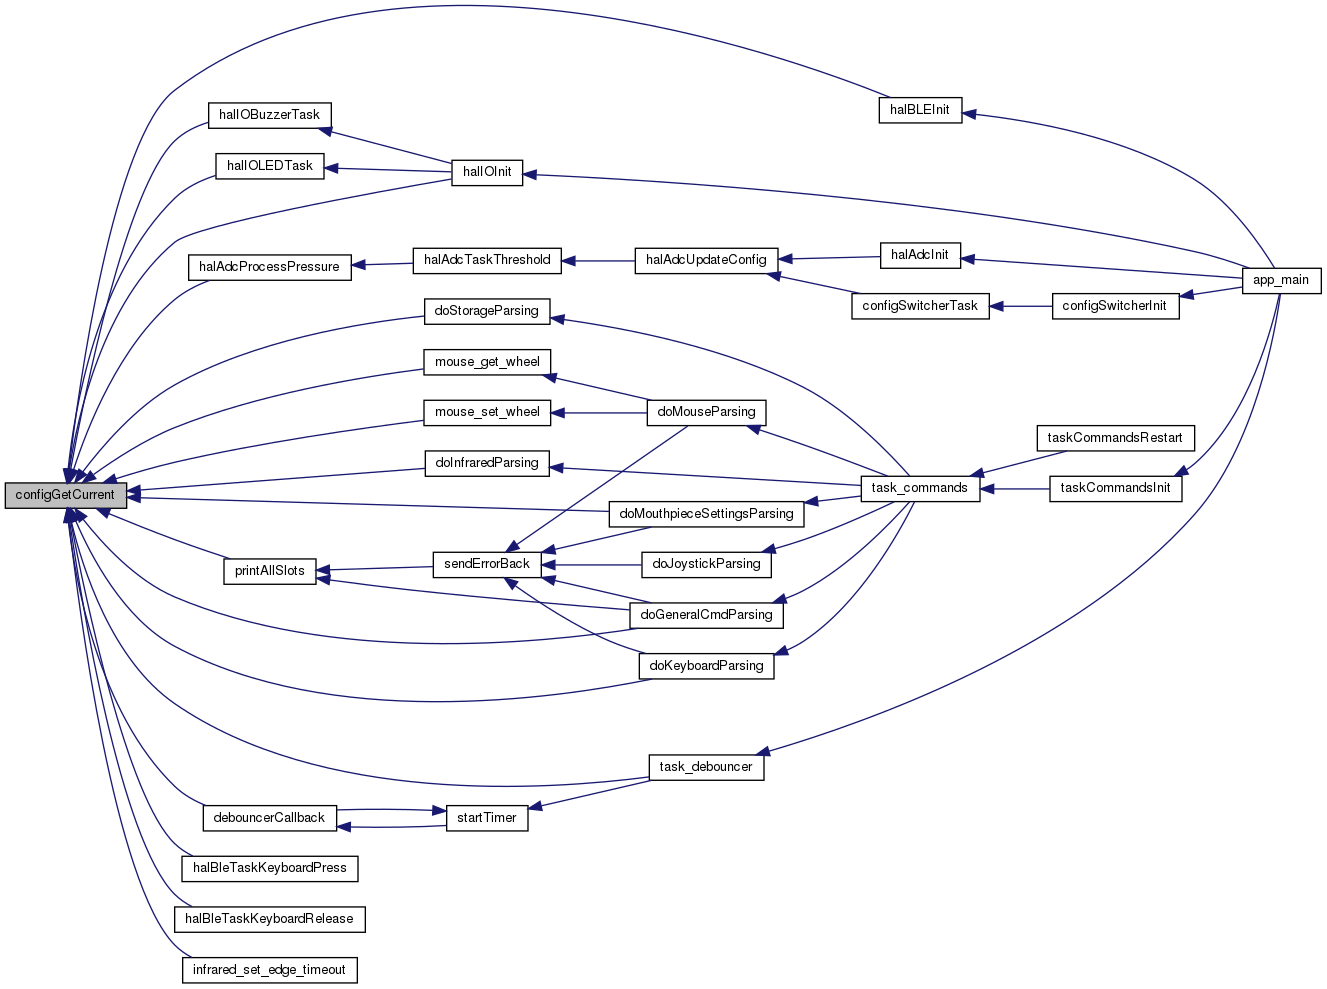 halBLEInit
halIOBuzzerTask
halIOLEDTask
halIOInit
halAdcProcessPressure
halAdcTaskThreshold
halAdcUpdateConfig
halAdcInit
app_main
configSwitcherTask
configSwitcherInit
doStorageParsing
mouse_get_wheel
mouse_set_wheel
doMouseParsing
doInfraredParsing
taskCommandsRestart
configGetCurrent
task_commands
taskCommandsInit
doMouthpieceSettingsParsing
printAllSlots
sendErrorBack
doJoystickParsing
doGeneralCmdParsing
doKeyboardParsing
task_debouncer
debouncerCallback
startTimer
halBleTaskKeyboardPress
halBleTaskKeyboardRelease
infrared_set_edge_timeout